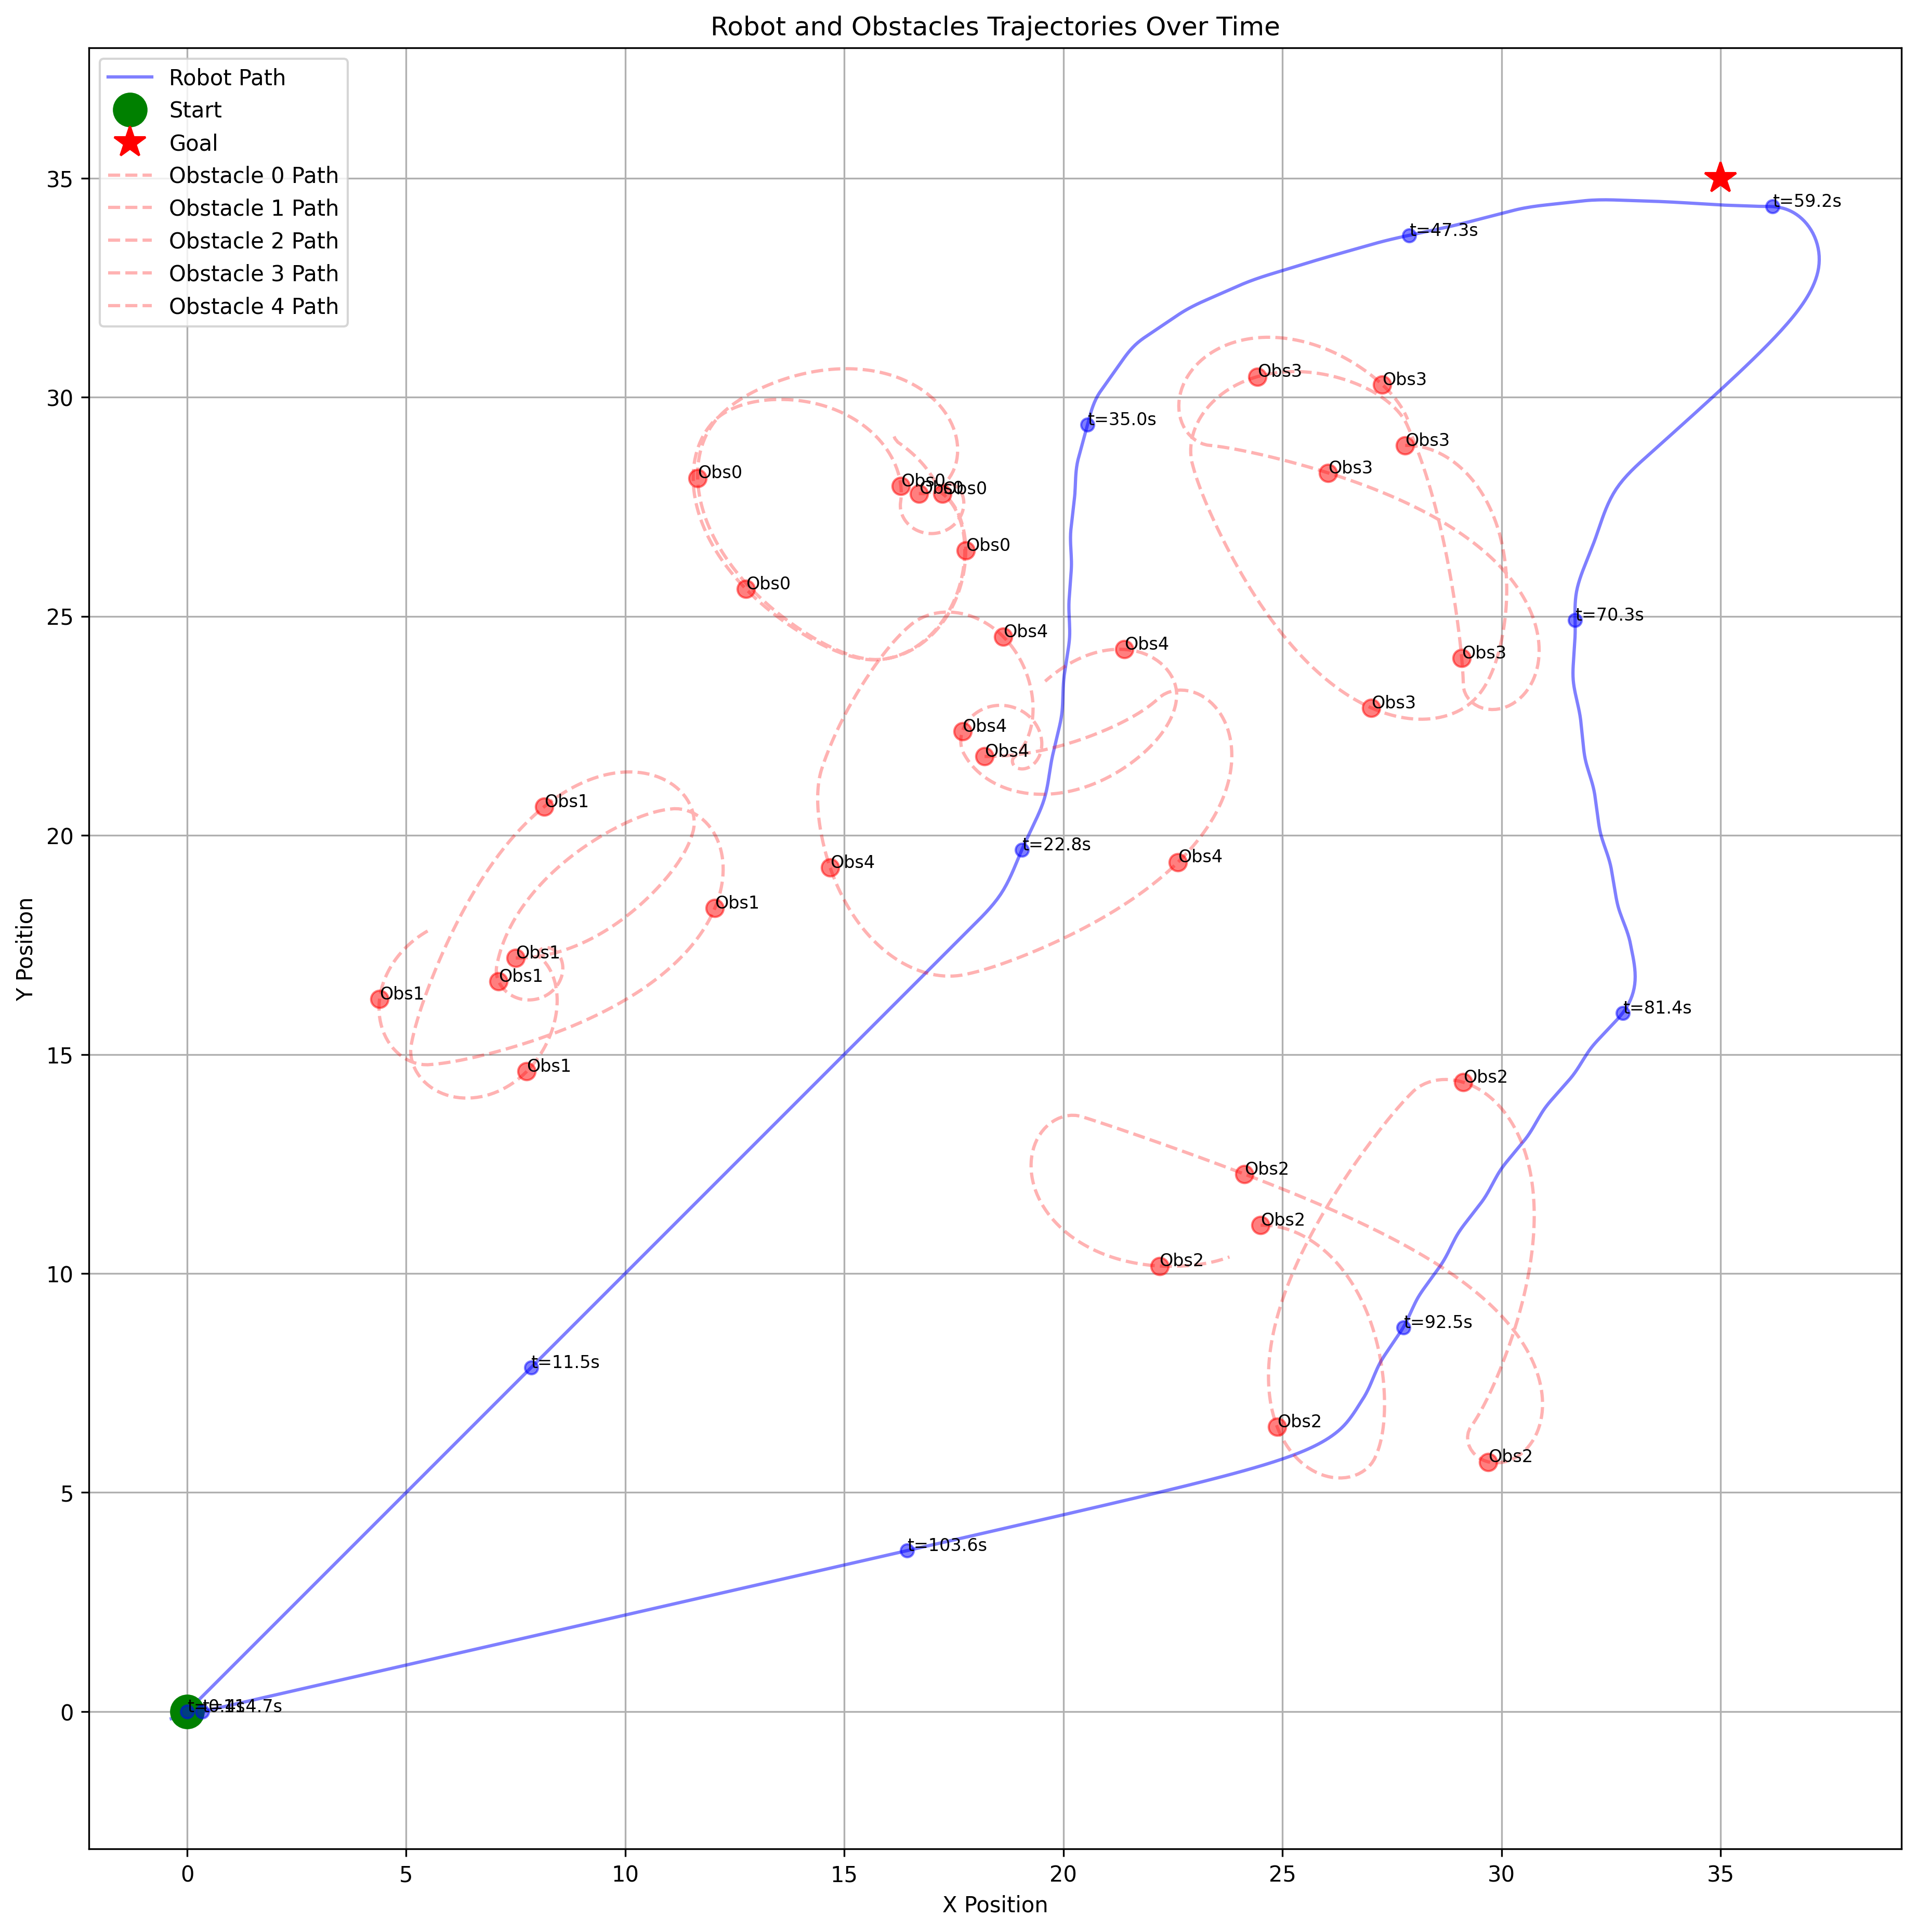 Robot and Obstacles Trajectories Over Time
Robot Path
Start
Goal
Obstacle 0 Path
Obstacle 1 Path
Obstacle 2 Path
Obstacle 3 Path
Obstacle 4 Path
35
30
25
20
15
10
5
0
Y Position
t=59.2s
t=47.3s
Obs3
Obs3
t=35.0s
Obs3
Obs3
Obs0
Obs0
Obs0
Obs0
Obs0
t=70.3s
Obs4
Obs4
Obs3
Obs3
Obs4
Obs4
Obs1
t=22.8s
Obs4
Obs4
Obs1
Obs1
Obs1
Obs1
t=81.4s
Obs1
Obs2
Obs2
Obs2
Obs2
t=92.5s
t=11.5s
Obs2
Obs2
t=103.6s
t=114.7s
0
5
10
15
20
25
30
35
X Position